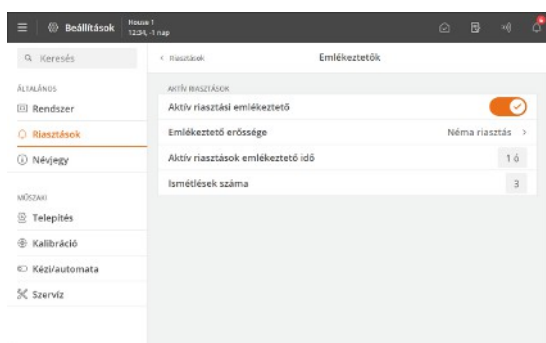 Beállítások
House 1
12:34, -1 nap
Keresés
Riasztások
Emlékeztetők
ÁLTALÁNOS
Rendszer
Riasztások
Névjegy
MŰSZAKI
Telepítés
Kalibráció
Kézi/automata
Szervíz
AKTÍV RIASZTÁSOK
Aktív riasztási emlékeztető
Emlékeztető erőssége
Néma riasztás
Aktív riasztások emlékeztető idő
1 ó
Ismétlések száma
3